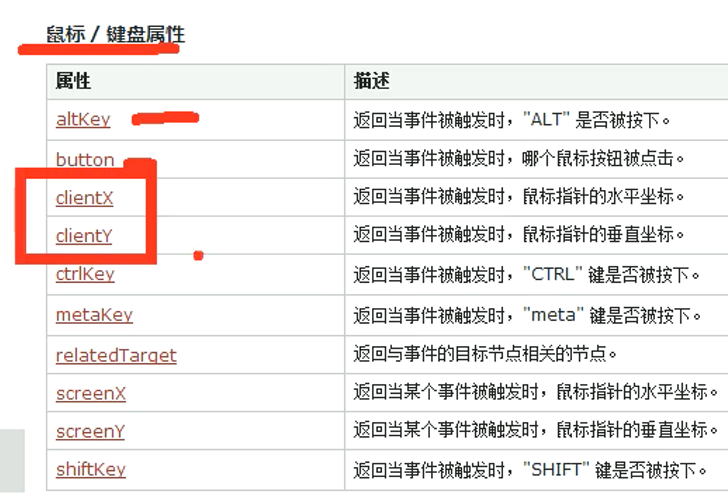 鼠标 / 键盘属性
属性 描述
altKey 返回当事件被触发时，"ALT" 是否被按下。
button 返回当事件被触发时，哪个鼠标按钮被点击。
clientX 返回当事件被触发时，鼠标指针的水平坐标。
clientY 返回当事件被触发时，鼠标指针的垂直坐标。
ctrlKey 返回当事件被触发时，"CTRL" 键是否被按下。
metaKey 返回当事件被触发时，"meta" 键是否被按下。
relatedTarget 返回与事件的目标节点相关的节点。
screenX 返回当某个事件被触发时，鼠标指针的水平坐标。
screenY 返回当某个事件被触发时，鼠标指针的垂直坐标。
shiftKey 返回当事件被触发时，"SHIFT" 键是否被按下。